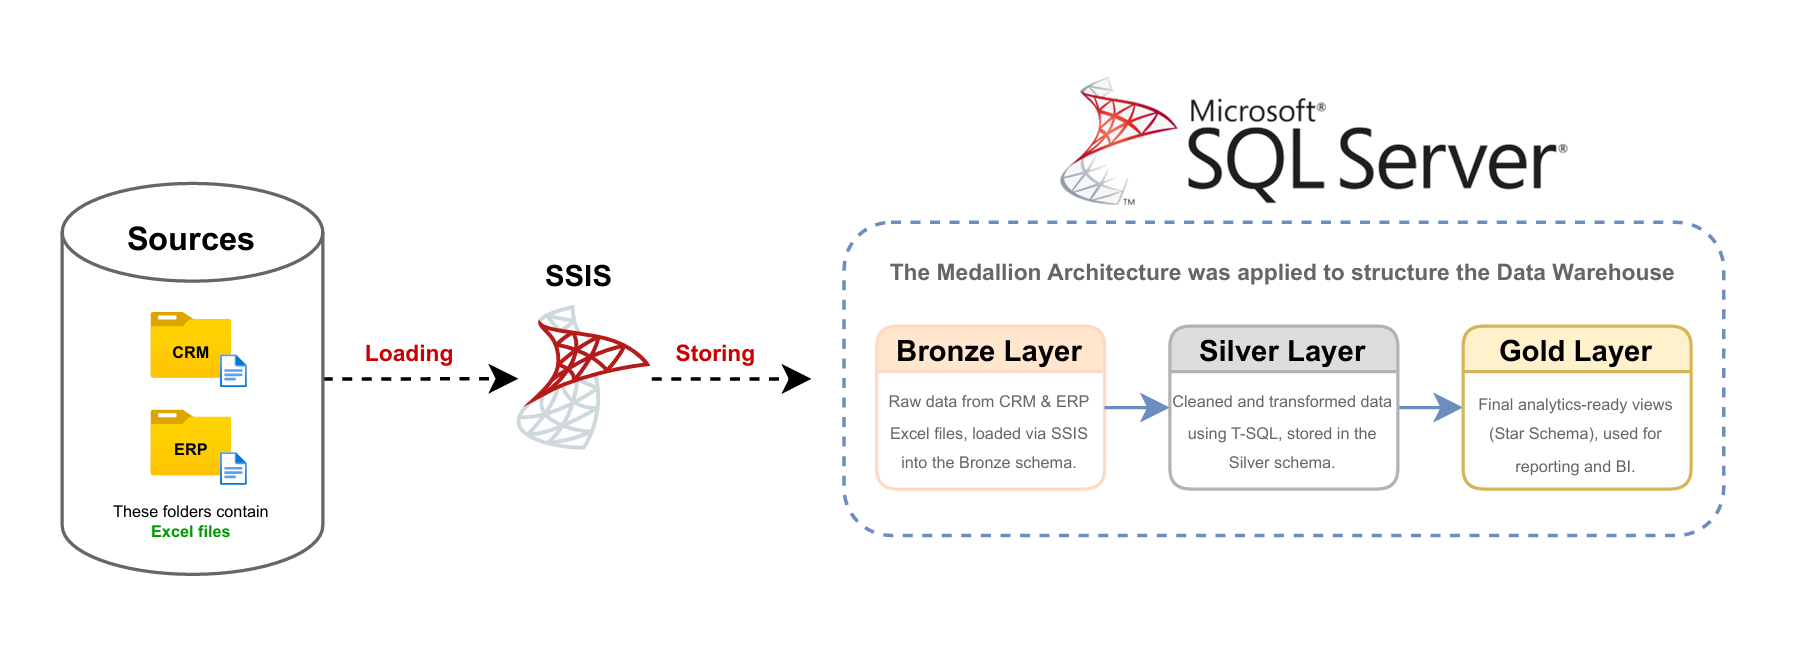 Microsoft®
SQL Server®
™
Sources
CRM
ERP
These folders contain
Excel files
Loading
SSIS
Storing
The Medallion Architecture was applied to structure the Data Warehouse
Bronze Layer
Raw data from CRM & ERP
Excel files, loaded via SSIS
into the Bronze schema.
Silver Layer
Cleaned and transformed data
using T-SQL, stored in the
Silver schema.
Gold Layer
Final analytics-ready views
(Star Schema), used for
reporting and BI.